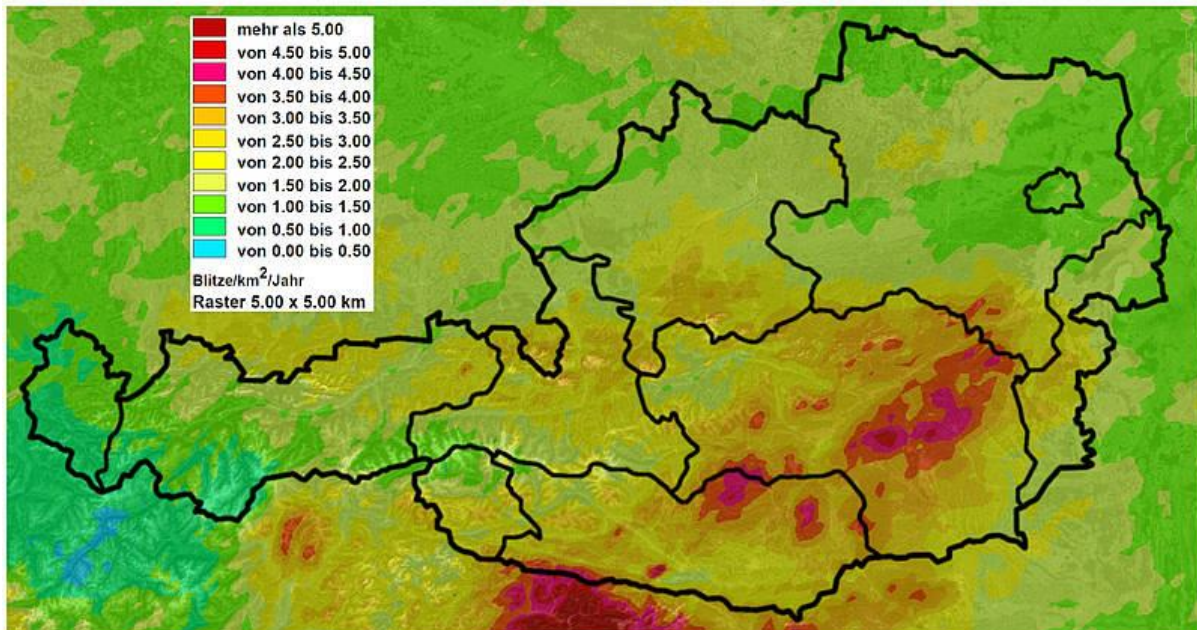 mehr als 5.00
von 4.50 bis 5.00
von 4.00 bis 4.50
von 3.50 bis 4.00
von 3.00 bis 3.50
von 2.50 bis 3.00
von 2.00 bis 2.50
von 1.50 bis 2.00
von 1.00 bis 1.50
von 0.50 bis 1.00
von 0.00 bis 0.50
Blitze/km²/Jahr
Raster 5.00 x 5.00 km